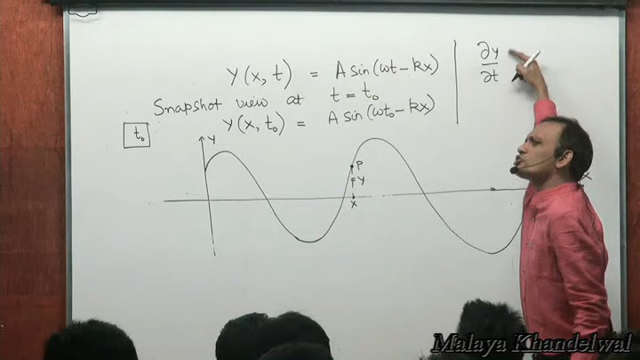 Y(x, t) = A sin(ωt – kx)
Snapshot view at t = t₀
Y(x, t₀) = A sin(ωt₀ – kx)
t₀
Y
P
Y
x
∂y
∂t
x
Malaya Khandelwal